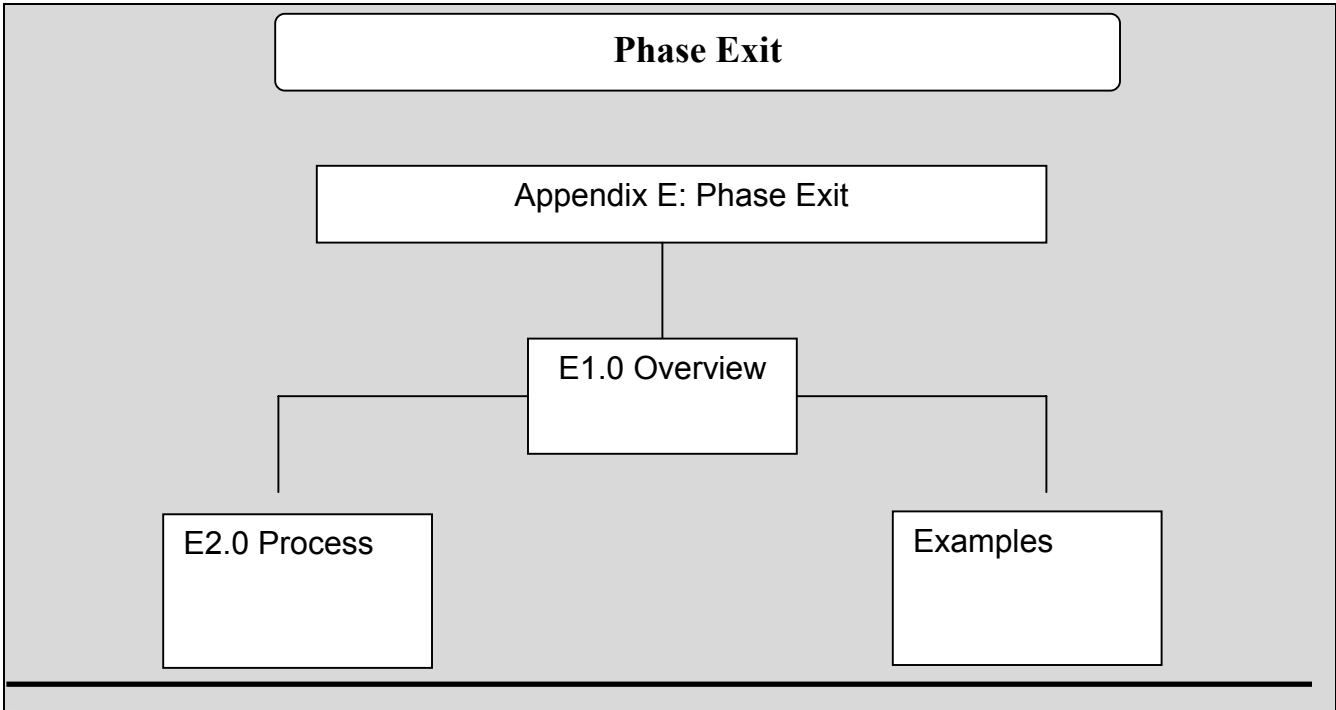 Phase Exit
Appendix E: Phase Exit
E1.0 Overview
E2.0 Process
Examples